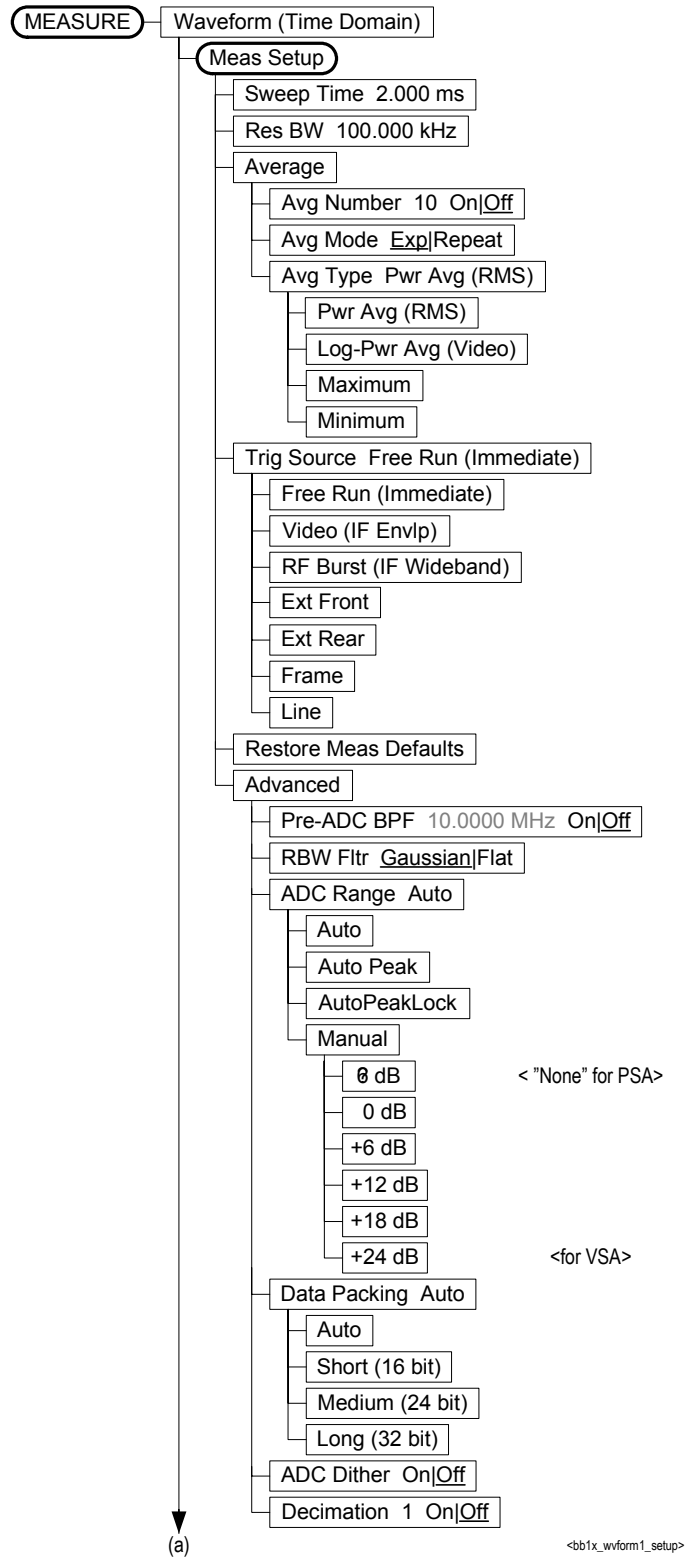 MEASURE Waveform (Time Domain)
Meas Setup
Sweep Time 2.000 ms
Res BW 100.000 kHz
Average
Avg Number 10 On|Off
Avg Mode Exp|Repeat
Avg Type Pwr Avg (RMS)
Pwr Avg (RMS)
Log-Pwr Avg (Video)
Maximum
Minimum
Trig Source Free Run (Immediate)
Free Run (Immediate)
Video (IF Envlp)
RF Burst (IF Wideband)
Ext Front
Ext Rear
Frame
Line
Restore Meas Defaults
Advanced
Pre-ADC BPF 10.0000 MHz On|Off
RBW Fltr Gaussian|Flat
ADC Range Auto
Auto
Auto Peak
AutoPeakLock
Manual
dB < "None" for PSA>
0 dB
+6 dB
+12 dB
+18 dB
+24 dB <for VSA>
Data Packing Auto
Auto
Short (16 bit)
Medium (24 bit)
Long (32 bit)
ADC Dither On|Off
Decimation 1 On|Off
(a) <bb1x_wvform1_setup>